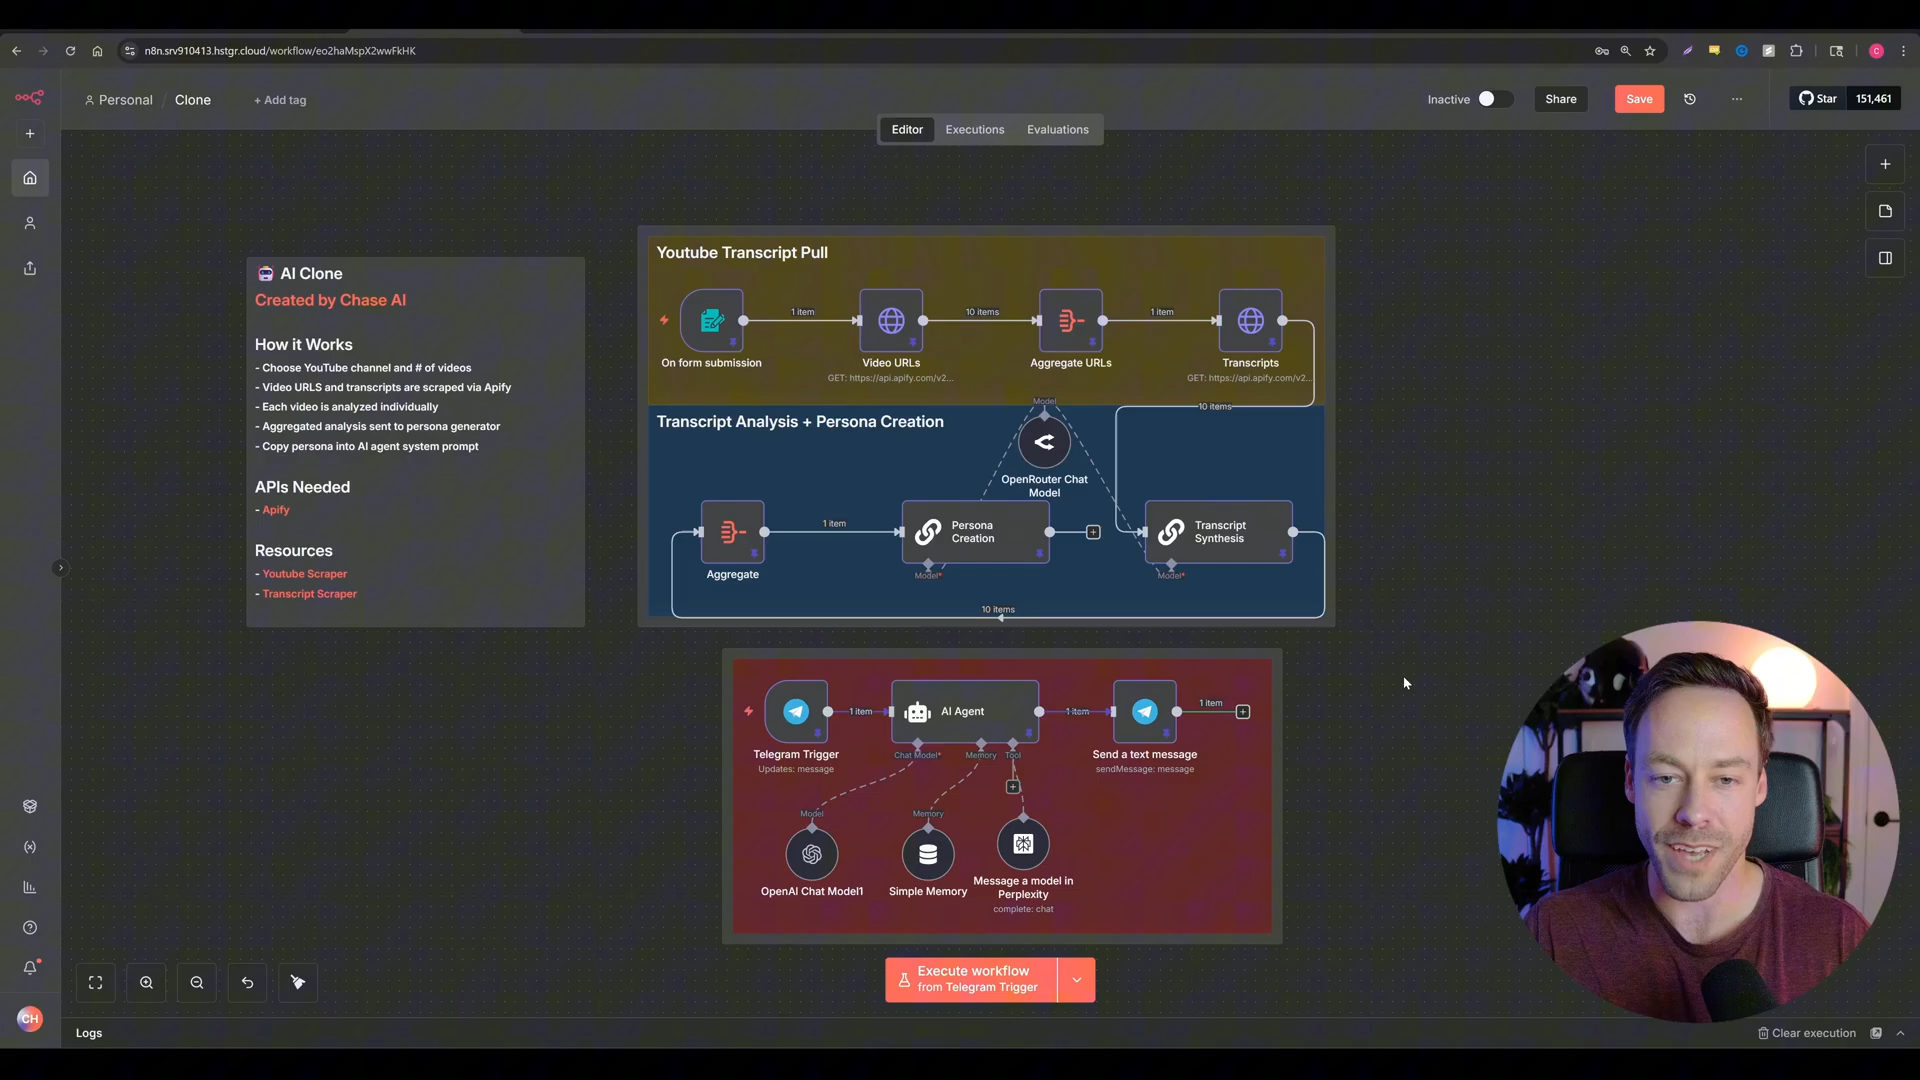 n8n.srv910413.hstgr.cloud/workflow/eo2haMspX2wwFkHK
Personal / Clone + Add tag
Inactive
Share
Save
Star 151,461
Editor Executions Evaluations
AI Clone
Created by Chase AI
How it Works
- Choose YouTube channel and # of videos
- Video URLS and transcripts are scraped via Apify
- Each video is analyzed individually
- Aggregated analysis sent to persona generator
- Copy persona into AI agent system prompt
APIs Needed
- Apify
Resources
- Youtube Scraper
- Transcript Scraper
Youtube Transcript Pull
1 item
10 items
1 item
On form submission
Video URLs
GET: https://api.apify.com/v2...
Aggregate URLs
Transcripts
GET: https://api.apify.com/v2...
10 items
Transcript Analysis + Persona Creation
Model
OpenRouter Chat
Model
1 item
Persona
Creation
Transcript
Synthesis
Aggregate
Model*
Model*
10 items
1 item
AI Agent
1 item
1 item
Telegram Trigger
Updates: message
Chat Model*
Memory
Tool
Send a text message
sendMessage: message
Model
Memory
OpenAI Chat Model1
Simple Memory
Message a model in
Perplexity
complete: chat
Execute workflow
from Telegram Trigger
CH
Logs
Clear execution
C